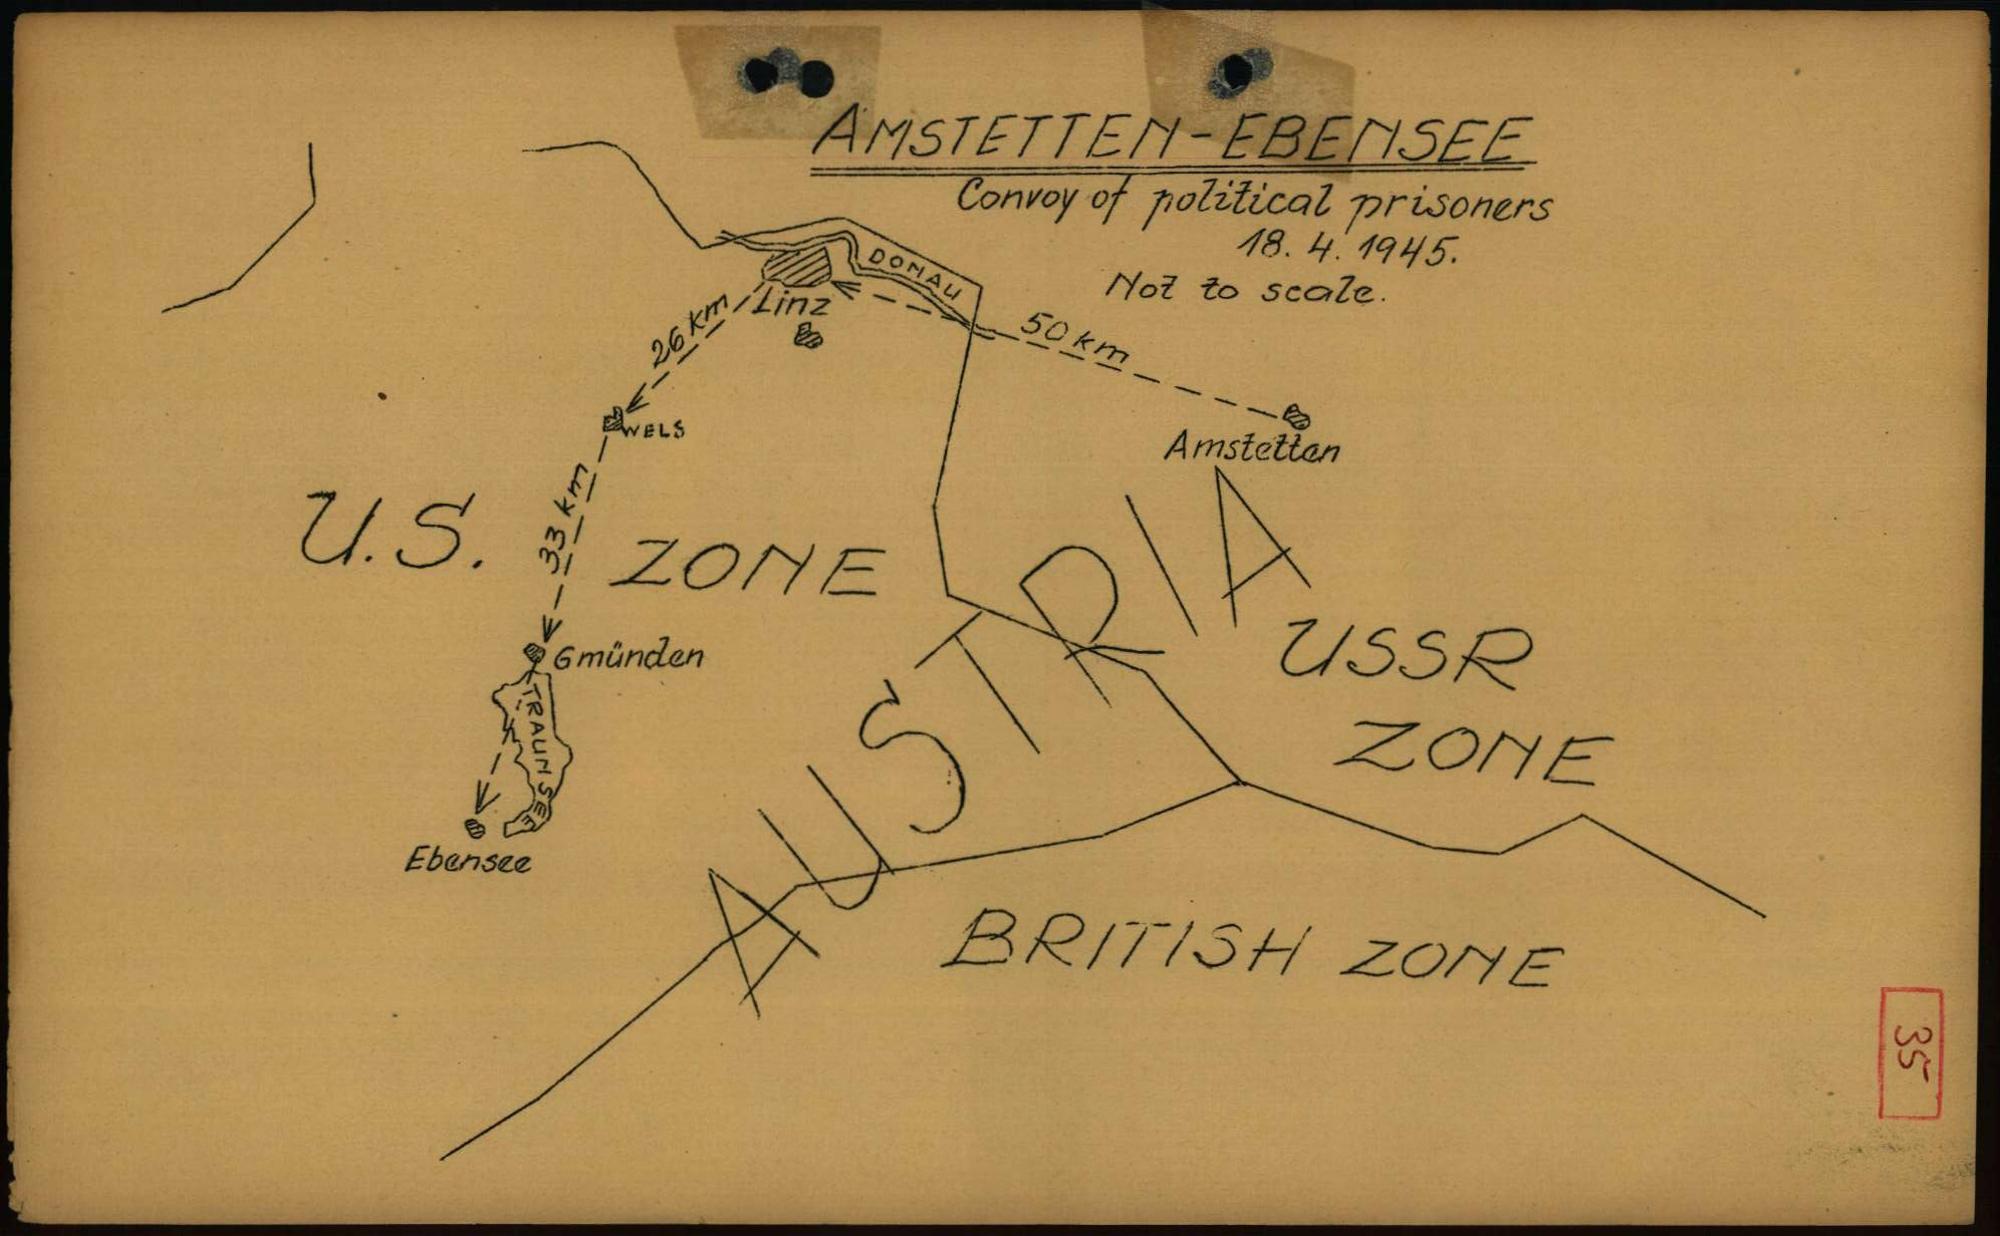 AMSTETTEN-EBENSEE
Convoy of political prisoners
18. 4. 1945.
Not to scale.
DONAU
Linz
26 km
50 km
WELS
Amstetten
33 km
U.S. ZONE
AUSTRIA
Gmünden
USSR
ZONE
TRAUNSEE
Ebensee
BRITISH ZONE
35